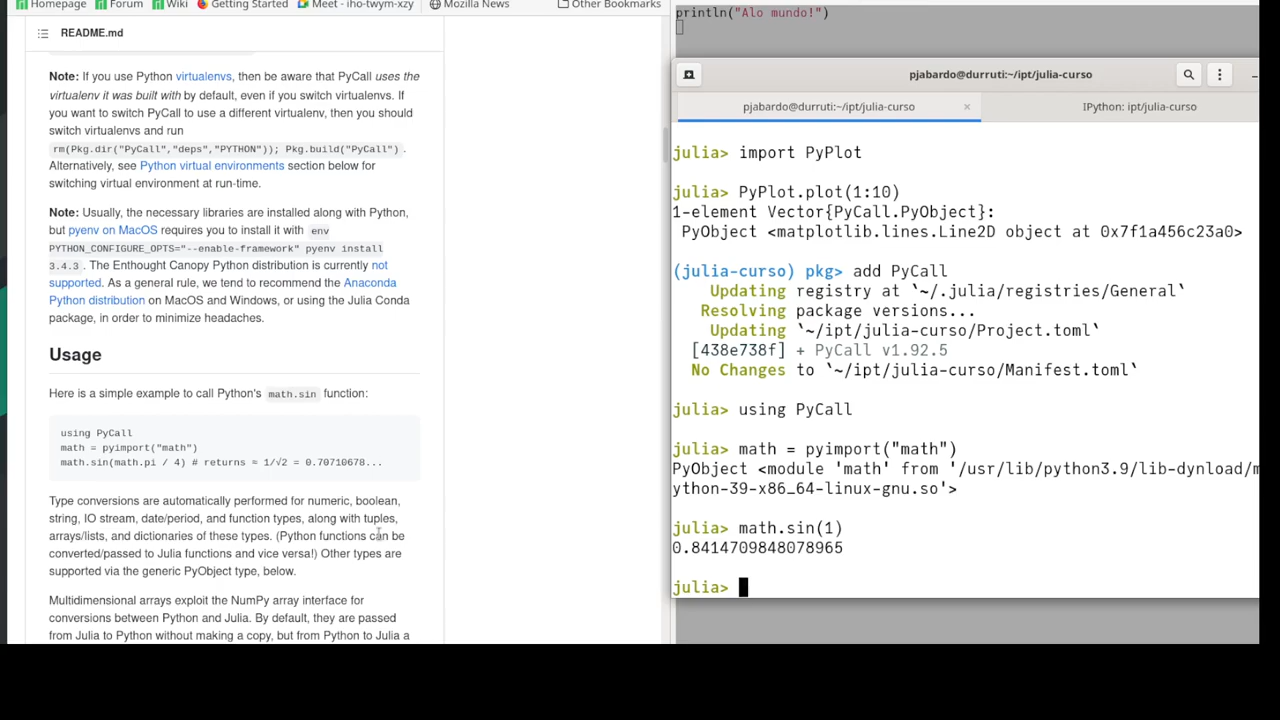 Homepage Forum Wiki Getting Started Meet - iho-twym-xzy Mozilla News Other Bookmarks
README.md
Note: If you use Python virtualenvs, then be aware that PyCall uses the
virtualenv it was built with by default, even if you switch virtualenvs. If
you want to switch PyCall to use a different virtualenv, then you should
switch virtualenvs and run
rm(Pkg.dir("PyCall","deps","PYTHON")); Pkg.build("PyCall") .
Alternatively, see Python virtual environments section below for
switching virtual environment at run-time.
Note: Usually, the necessary libraries are installed along with Python,
but pyenv on MacOS requires you to install it with env
PYTHON_CONFIGURE_OPTS="--enable-framework" pyenv install
3.4.3 . The Enthought Canopy Python distribution is currently not
supported. As a general rule, we tend to recommend the Anaconda
Python distribution on MacOS and Windows, or using the Julia Conda
package, in order to minimize headaches.
Usage
Here is a simple example to call Python's math.sin function:
using PyCall
math = pyimport("math")
math.sin(math.pi / 4) # returns ≈ 1/√2 = 0.70710678...
Type conversions are automatically performed for numeric, boolean,
string, IO stream, date/period, and function types, along with tuples,
arrays/lists, and dictionaries of these types. (Python functions can be
converted/passed to Julia functions and vice versa!) Other types are
supported via the generic PyObject type, below.
Multidimensional arrays exploit the NumPy array interface for
conversions between Python and Julia. By default, they are passed
from Julia to Python without making a copy, but from Python to Julia a
println("Alo mundo!")
pjabardo@durruti:~/ipt/julia-curso
pjabardo@durruti:~/ipt/julia-curso × IPython: ipt/julia-curso
julia> import PyPlot
julia> PyPlot.plot(1:10)
1-element Vector{PyCall.PyObject}:
PyObject <matplotlib.lines.Line2D object at 0x7f1a456c23a0>
(julia-curso) pkg> add PyCall
Updating registry at `~/.julia/registries/General`
Resolving package versions...
Updating `~/ipt/julia-curso/Project.toml`
[438e738f] + PyCall v1.92.5
No Changes to `~/ipt/julia-curso/Manifest.toml`
julia> using PyCall
julia> math = pyimport("math")
PyObject <module 'math' from '/usr/lib/python3.9/lib-dynload/m
ython-39-x86_64-linux-gnu.so'>
julia> math.sin(1)
0.8414709848078965
julia>